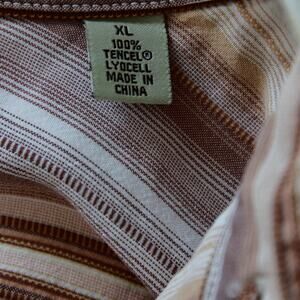 XL
100%
TENCEL®
LYOCELL
MADE IN
CHINA